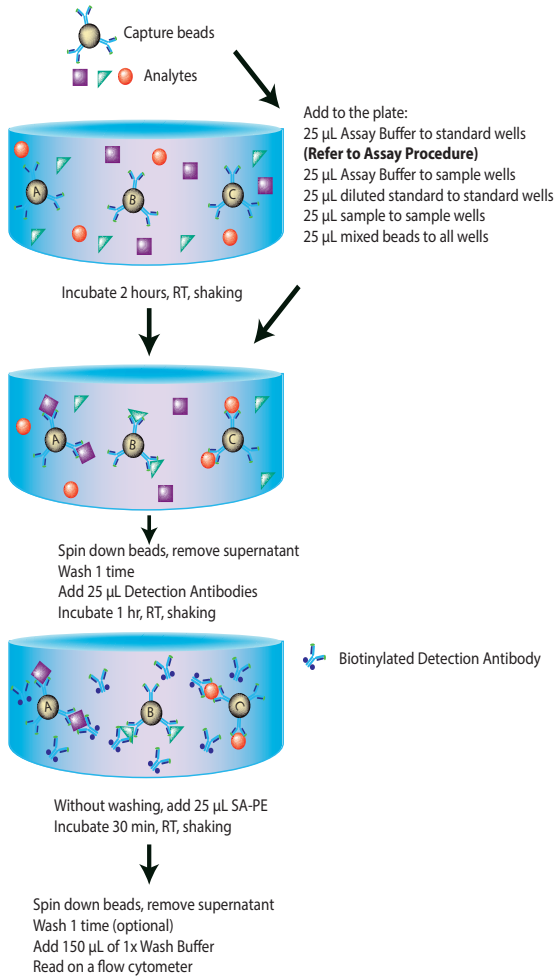 Capture beads
Analytes
Add to the plate:
25 µL Assay Buffer to standard wells
(Refer to Assay Procedure)
25 µL Assay Buffer to sample wells
25 µL diluted standard to standard wells
25 µL sample to sample wells
25 µL mixed beads to all wells
A
B
C
Incubate 2 hours, RT, shaking
A
B
C
Spin down beads, remove supernatant
Wash 1 time
Add 25 µL Detection Antibodies
Incubate 1 hr, RT, shaking
Biotinylated Detection Antibody
A
B
C
Without washing, add 25 µL SA-PE
Incubate 30 min, RT, shaking
Spin down beads, remove supernatant
Wash 1 time (optional)
Add 150 µL of 1x Wash Buffer
Read on a flow cytometer